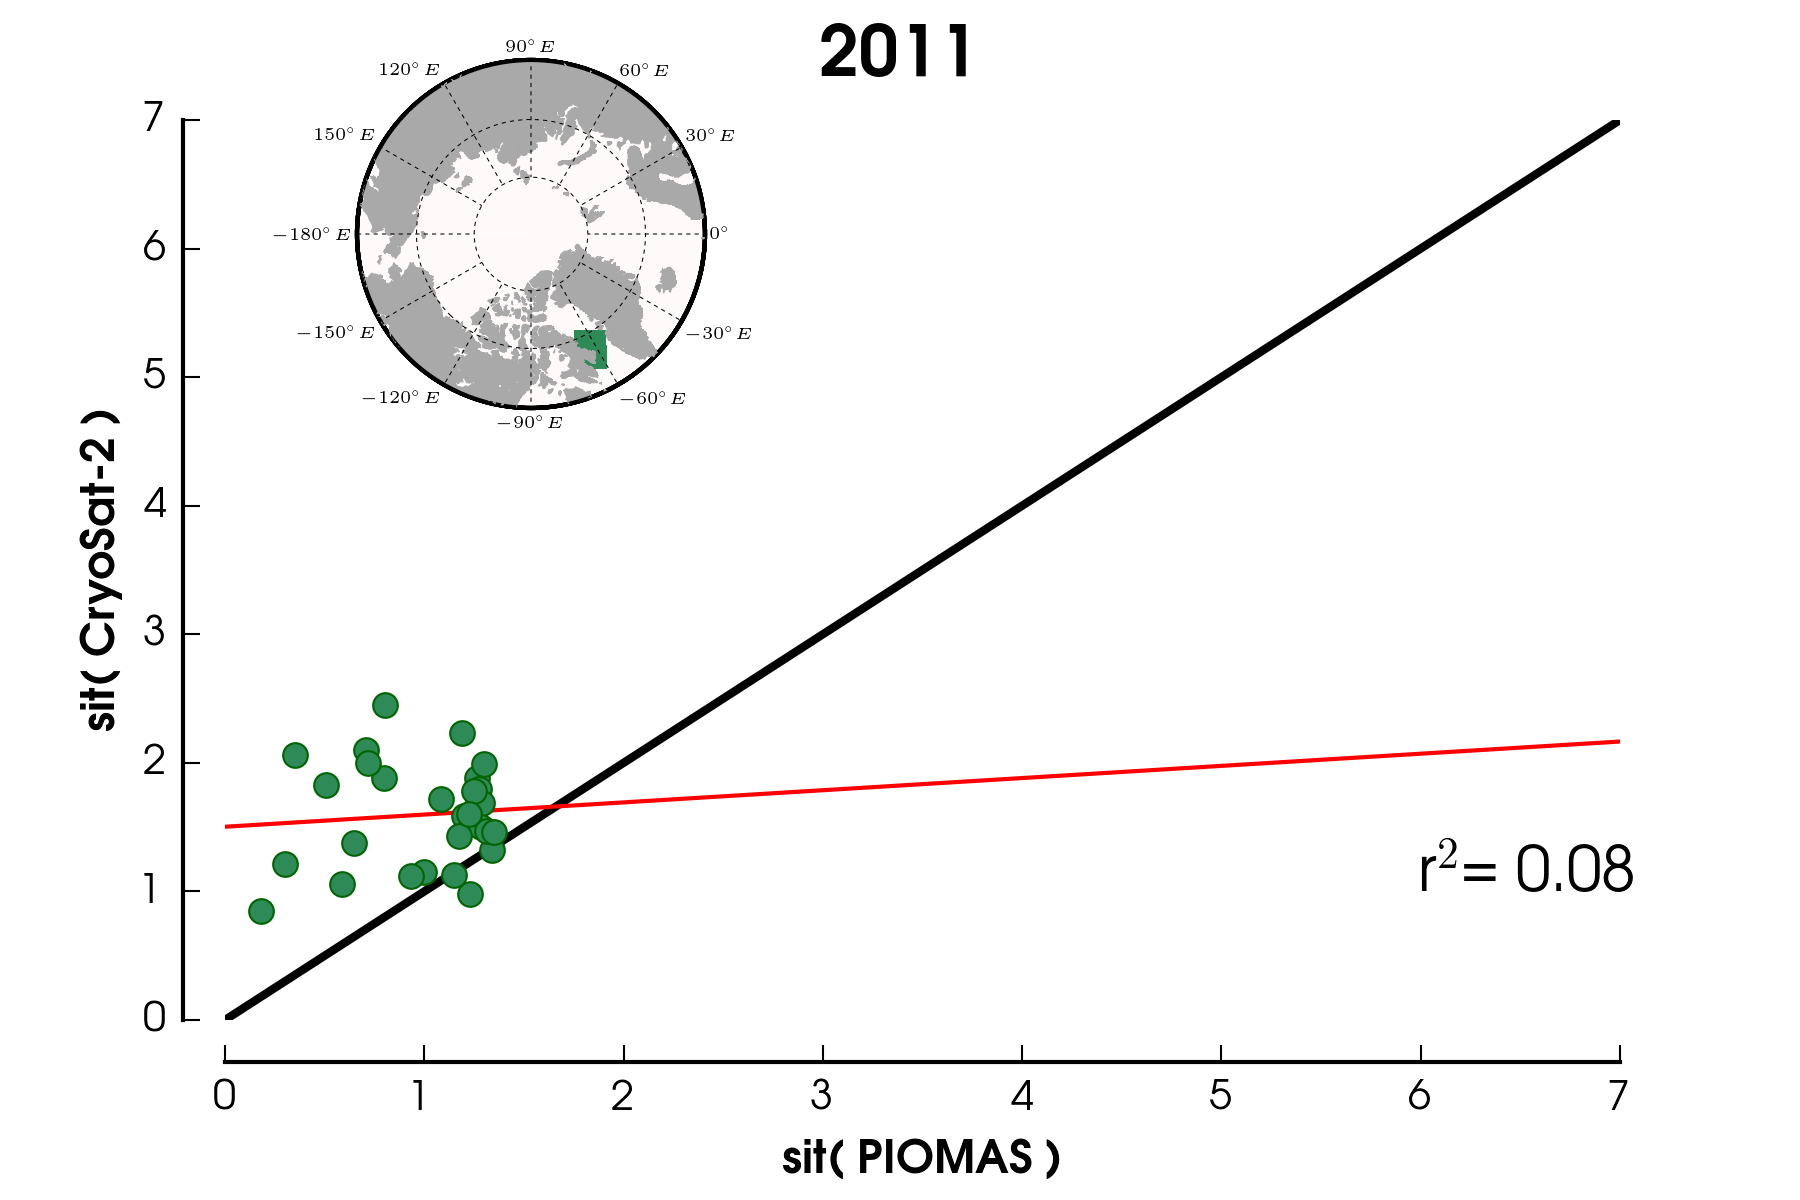 2011
90° E
120° E
60° E
150° E
30° E
−180° E
0°
−150° E
−30° E
−120° E
−60° E
−90° E
7
6
5
4
3
2
1
0
sit( CryoSat-2 )
r²= 0.08
0 1 2 3 4 5 6 7
sit( PIOMAS )